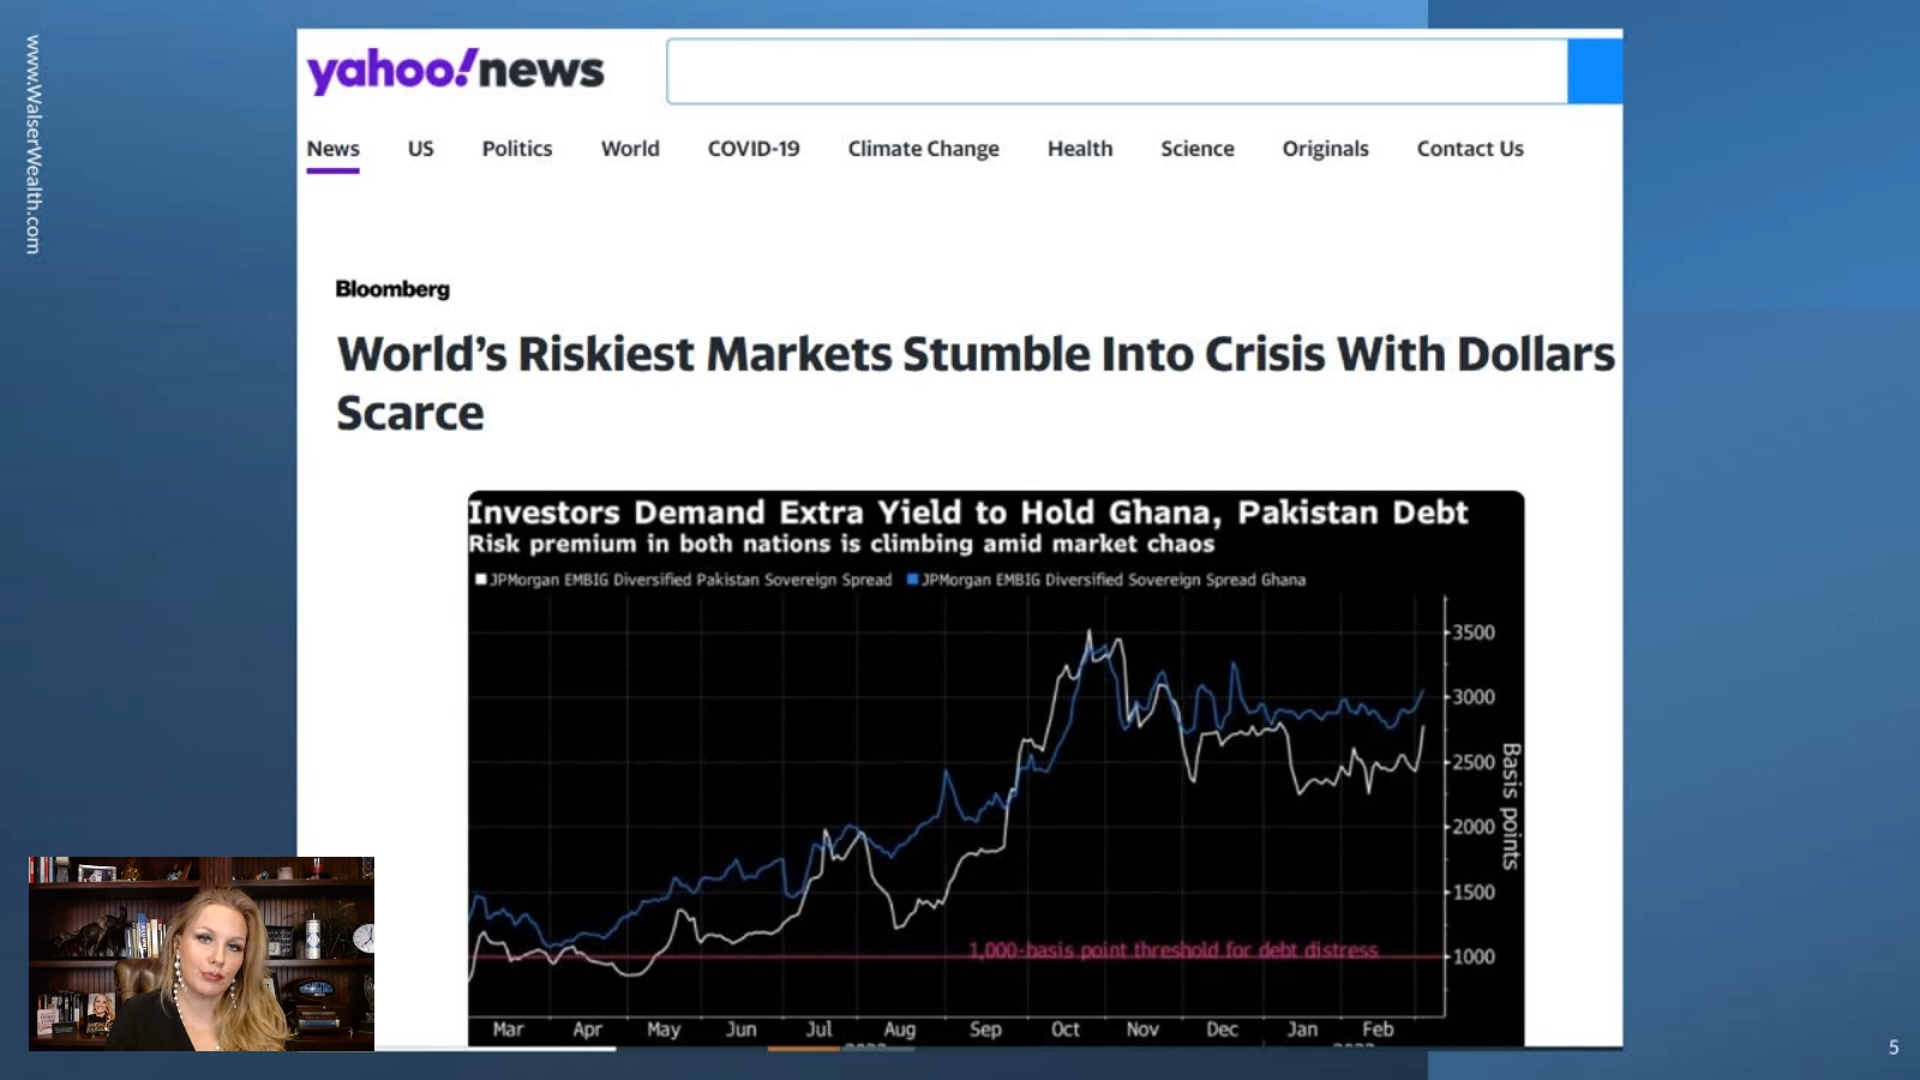 www.WalserWealth.com
yahoo!news
News US Politics World COVID-19 Climate Change Health Science Originals Contact Us
Bloomberg
World’s Riskiest Markets Stumble Into Crisis With Dollars
Scarce
Investors Demand Extra Yield to Hold Ghana, Pakistan Debt
Risk premium in both nations is climbing amid market chaos
JPMorgan EMBIG Diversified Pakistan Sovereign Spread JPMorgan EMBIG Diversified Sovereign Spread Ghana
3500
3000
2500
2000
1500
1000
Basis points
1,000-basis point threshold for debt distress
Mar Apr May Jun Jul Aug Sep Oct Nov Dec Jan Feb
5